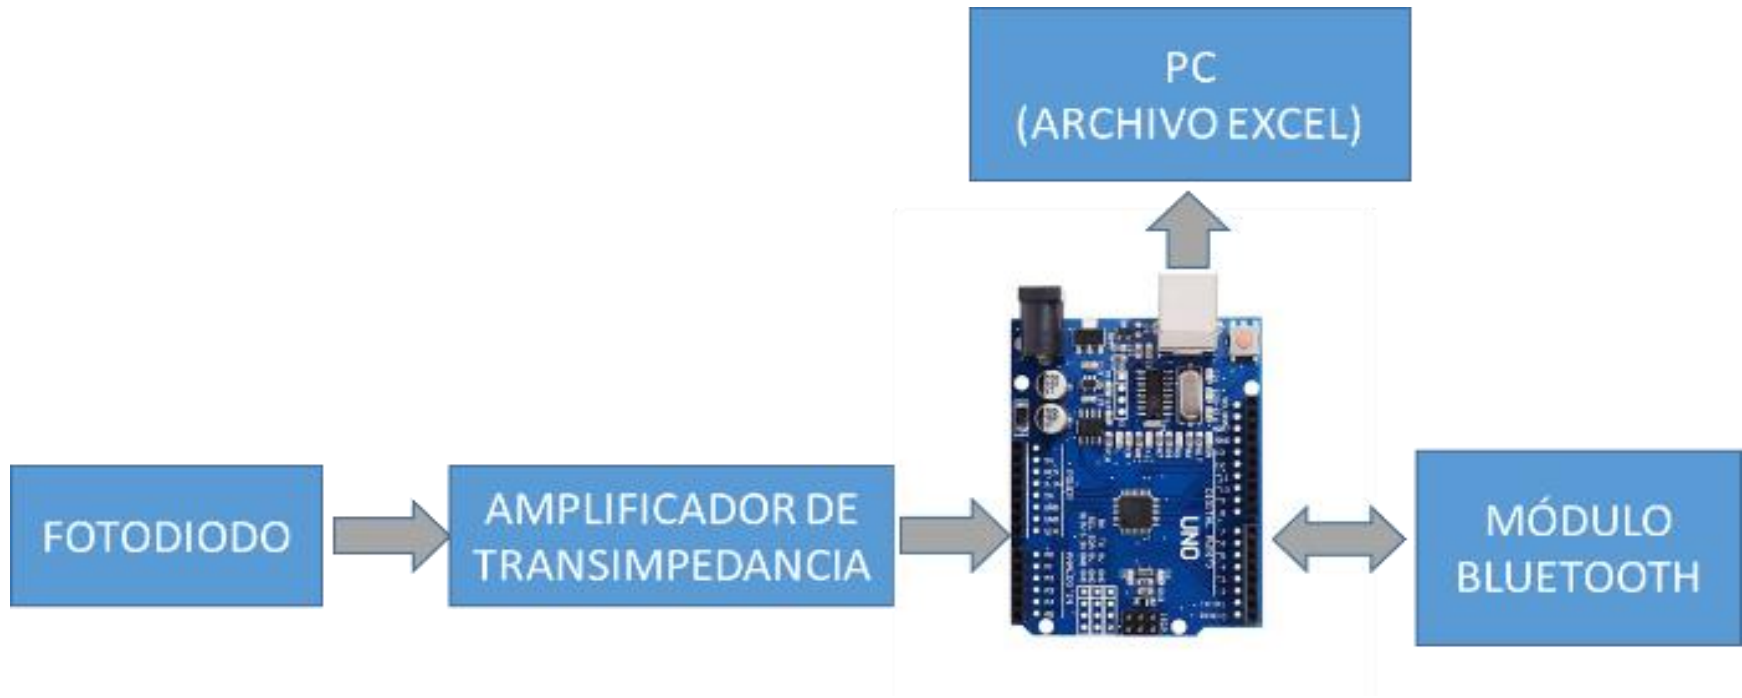 PC
(ARCHIVO EXCEL)
FOTODIODO
AMPLIFICADOR DE
TRANSIMPEDANCIA
UNO
MÓDULO
BLUETOOTH